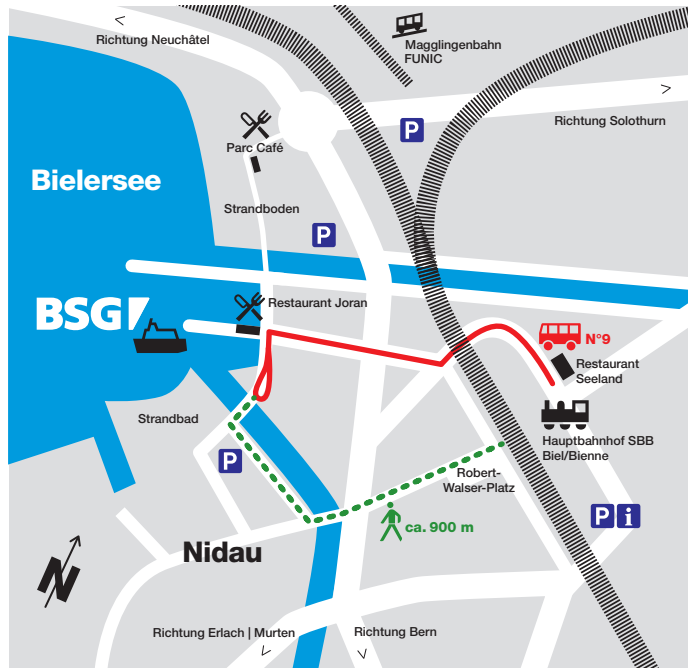 Richtung Neuchâtel
Magglingenbahn
FUNIC
Richtung Solothurn
P
Parc Café
Bielersee
Strandboden
P
BSG
Restaurant Joran
N°9
Restaurant
Seeland
Strandbad
Hauptbahnhof SBB
Biel/Bienne
P
Robert-
Walser-Platz
P i
ca. 900 m
Nidau
N
Richtung Erlach | Murten
Richtung Bern